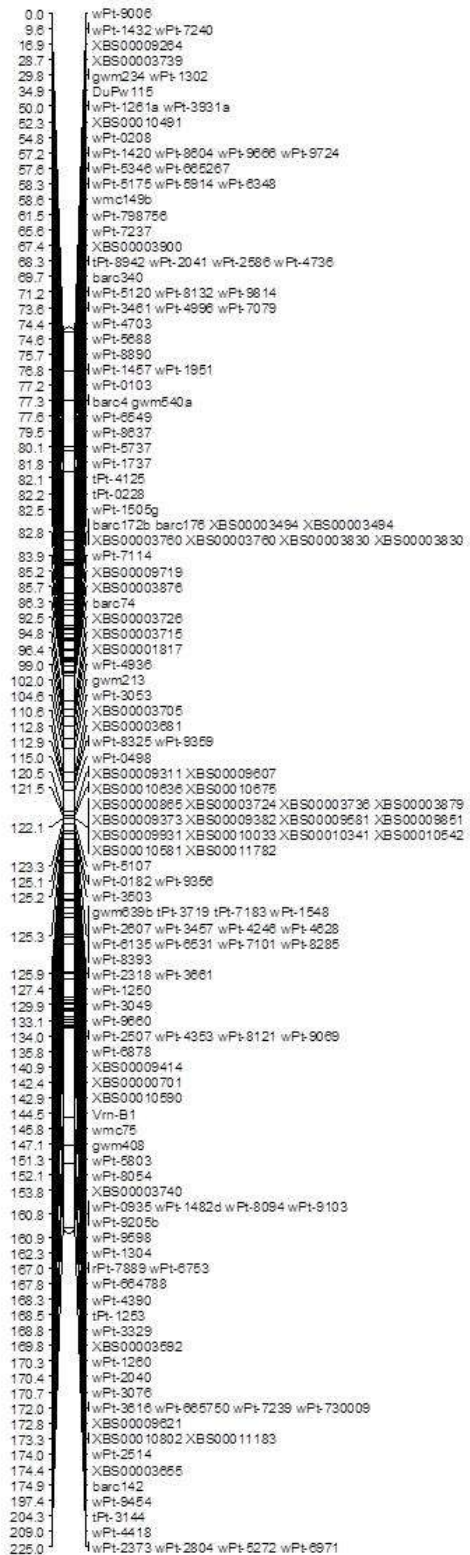 0.0 wPt-9006
9.6 wPt-1432 wPt-7240
16.9 XBS00009264
28.7 XBS00003739
29.8 gwm234 wPt-1302
34.9 DuPw115
50.0 wPt-1261a wPt-3931a
52.3 XBS00010491
54.8 wPt-0208
57.2 wPt-1420 wPt-8604 wPt-9666 wPt-9724
57.6 wPt-5346 wPt-665267
58.3 wPt-5175 wPt-5914 wPt-6348
58.6 wmc149b
61.5 wPt-798756
65.6 wPt-7237
67.4 XBS00003900
68.3 tPt-8942 wPt-2041 wPt-2586 wPt-4736
69.7 barc340
71.2 wPt-5120 wPt-8132 wPt-9814
73.6 wPt-3461 wPt-4996 wPt-7079
74.4 wPt-4703
74.6 wPt-5688
75.7 wPt-8890
76.8 wPt-1457 wPt-1951
77.2 wPt-0103
77.3 barc4 gwm540a
77.6 wPt-6549
79.5 wPt-8637
80.1 wPt-5737
81.8 wPt-1737
82.1 tPt-4125
82.2 tPt-0228
82.5 wPt-1505g
barc172b barc176 XBS00003494 XBS00003494
82.8 XBS00003760 XBS00003760 XBS00003830 XBS00003830
83.9 wPt-7114
85.2 XBS00009719
85.7 XBS00003876
86.3 barc74
92.5 XBS00003726
94.8 XBS00003715
96.4 XBS00001817
99.0 wPt-4936
102.0 gwm213
104.6 wPt-3053
110.6 XBS00003705
112.8 XBS00003681
112.9 wPt-8325 wPt-9359
115.0 wPt-0498
120.5 XBS00009311 XBS00009607
121.5 XBS00010636 XBS00010675
XBS00000865 XBS00003724 XBS00003736 XBS00003879
122.1 XBS00009373 XBS00009382 XBS00009581 XBS00009851
XBS00009931 XBS00010033 XBS00010341 XBS00010542
XBS00010581 XBS00011782
123.3 wPt-5107
125.1 wPt-0182 wPt-9356
125.2 wPt-3503
gwm639b tPt-3719 tPt-7183 wPt-1548
125.3 wPt-2607 wPt-3457 wPt-4246 wPt-4628
wPt-6135 wPt-6531 wPt-7101 wPt-8285
wPt-8393
125.9 wPt-2318 wPt-3661
127.4 wPt-1250
129.9 wPt-3049
133.1 wPt-9660
134.0 wPt-2507 wPt-4353 wPt-8121 wPt-9069
135.8 wPt-6878
140.9 XBS00009414
142.4 XBS00000701
142.9 XBS00010590
144.5 Vrn-B1
145.8 wmc75
147.1 gwm408
151.3 wPt-5803
152.1 wPt-8054
153.8 XBS00003740
160.8 wPt-0935 wPt-1482d wPt-8094 wPt-9103
wPt-9205b
160.9 wPt-9598
162.3 wPt-1304
167.0 rPt-7889 wPt-6753
167.8 wPt-664788
168.3 wPt-4390
168.5 tPt-1253
168.8 wPt-3329
169.8 XBS00003592
170.3 wPt-1260
170.4 wPt-2040
170.7 wPt-3076
172.0 wPt-3616 wPt-665750 wPt-7239 wPt-730009
172.8 XBS00009621
173.3 XBS00010802 XBS00011183
174.0 wPt-2514
174.4 XBS00003655
174.9 barc142
197.4 wPt-9454
204.3 tPt-3144
209.0 wPt-4418
225.0 wPt-2373 wPt-2804 wPt-5272 wPt-6971